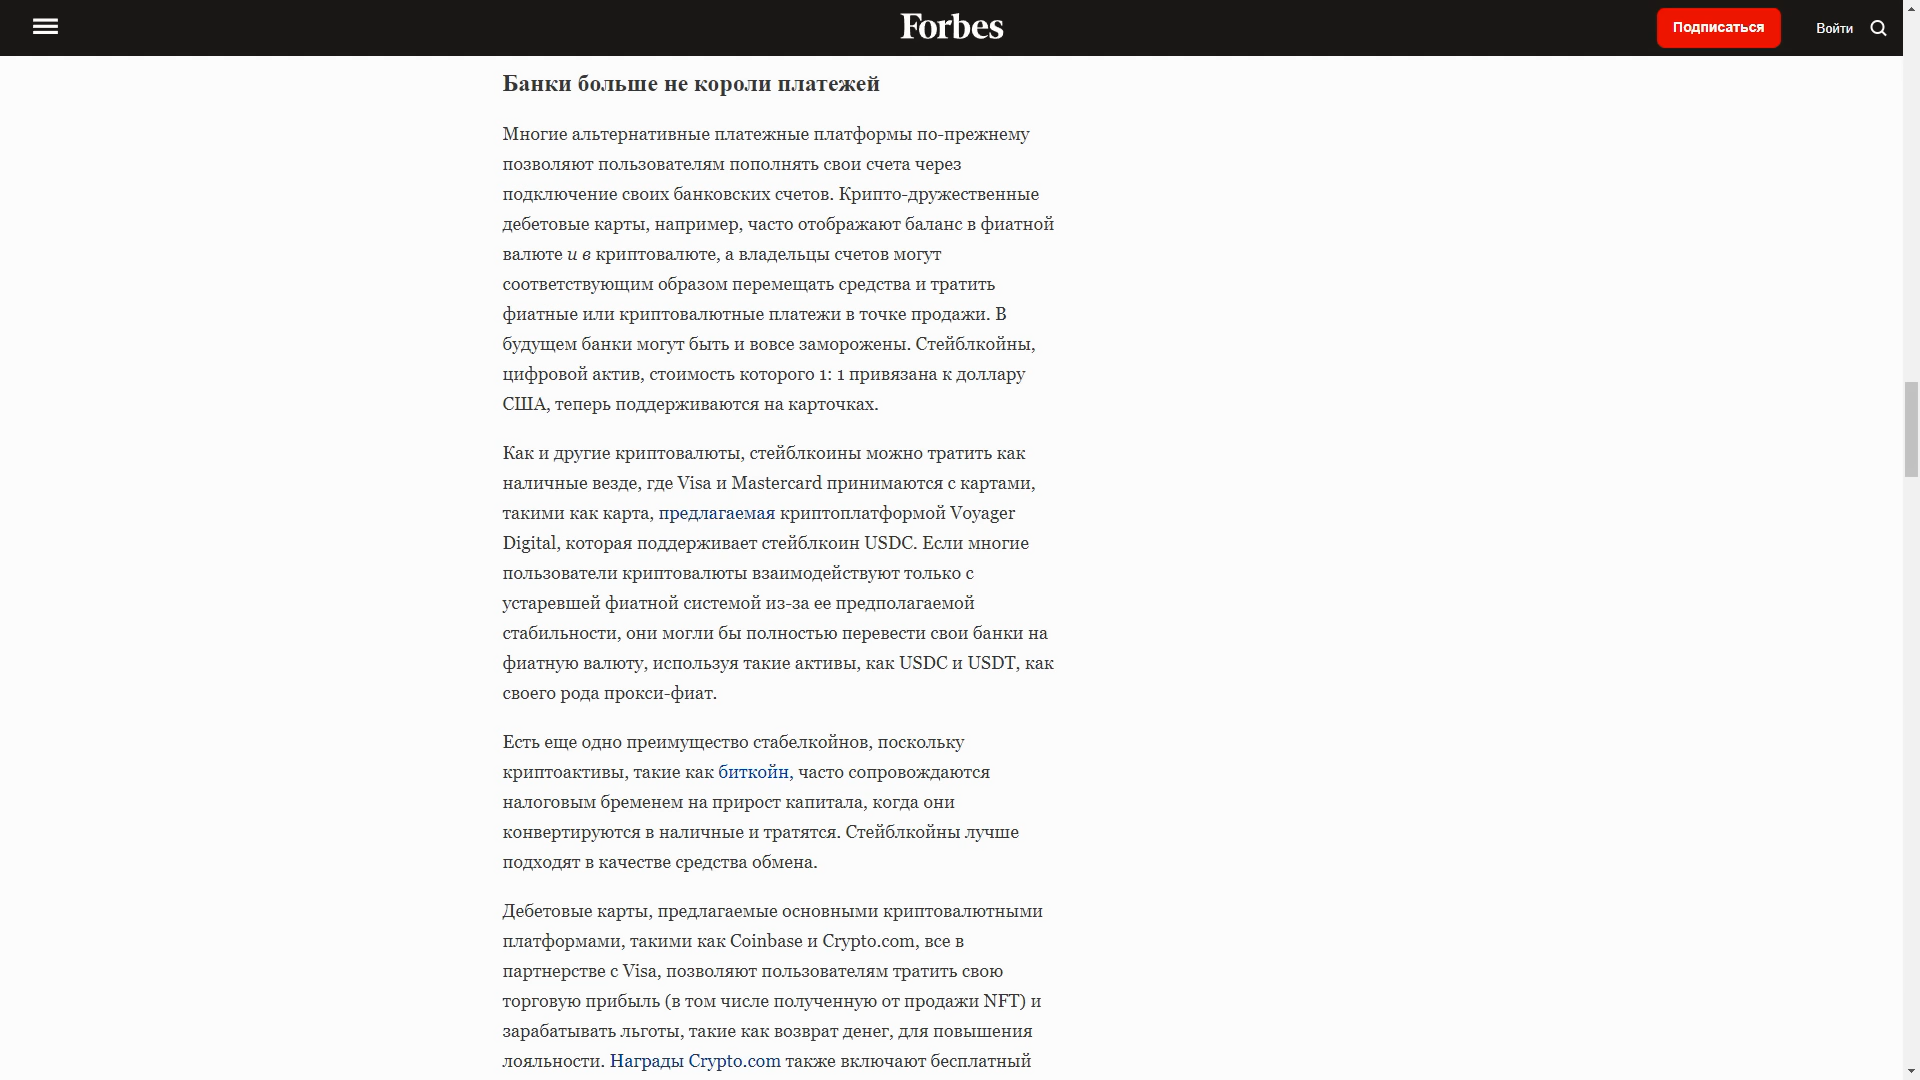 Forbes
Подписаться
Войти
Банки больше не короли платежей
Многие альтернативные платежные платформы по-прежнему
позволяют пользователям пополнять свои счета через
подключение своих банковских счетов. Крипто-дружественные
дебетовые карты, например, часто отображают баланс в фиатной
валюте и в криптовалюте, а владельцы счетов могут
соответствующим образом перемещать средства и тратить
фиатные или криптовалютные платежи в точке продажи. В
будущем банки могут быть и вовсе заморожены. Стейблкойны,
цифровой актив, стоимость которого 1: 1 привязана к доллару
США, теперь поддерживаются на карточках.
Как и другие криптовалюты, стейблкоины можно тратить как
наличные везде, где Visa и Mastercard принимаются с картами,
такими как карта, предлагаемая криптоплатформой Voyager
Digital, которая поддерживает стейблкоин USDC. Если многие
пользователи криптовалюты взаимодействуют только с
устаревшей фиатной системой из-за ее предполагаемой
стабильности, они могли бы полностью перевести свои банки на
фиатную валюту, используя такие активы, как USDC и USDT, как
своего рода прокси-фиат.
Есть еще одно преимущество стабелкойнов, поскольку
криптоактивы, такие как биткойн, часто сопровождаются
налоговым бременем на прирост капитала, когда они
конвертируются в наличные и тратятся. Стейблкойны лучше
подходят в качестве средства обмена.
Дебетовые карты, предлагаемые основными криптовалютными
платформами, такими как Coinbase и Crypto.com, все в
партнерстве с Visa, позволяют пользователям тратить свою
торговую прибыль (в том числе полученную от продажи NFT) и
зарабатывать льготы, такие как возврат денег, для повышения
лояльности. Награды Crypto.com также включают бесплатный